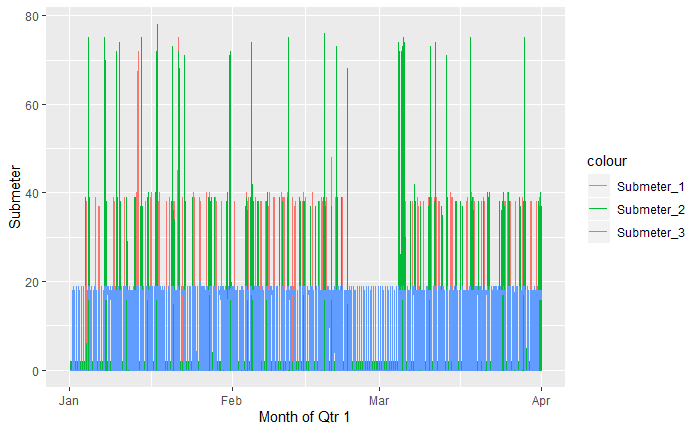 80
60
40
20
0
Submeter
Jan
Feb
Mar
Apr
Month of Qtr 1
colour
Submeter_1
Submeter_2
Submeter_3